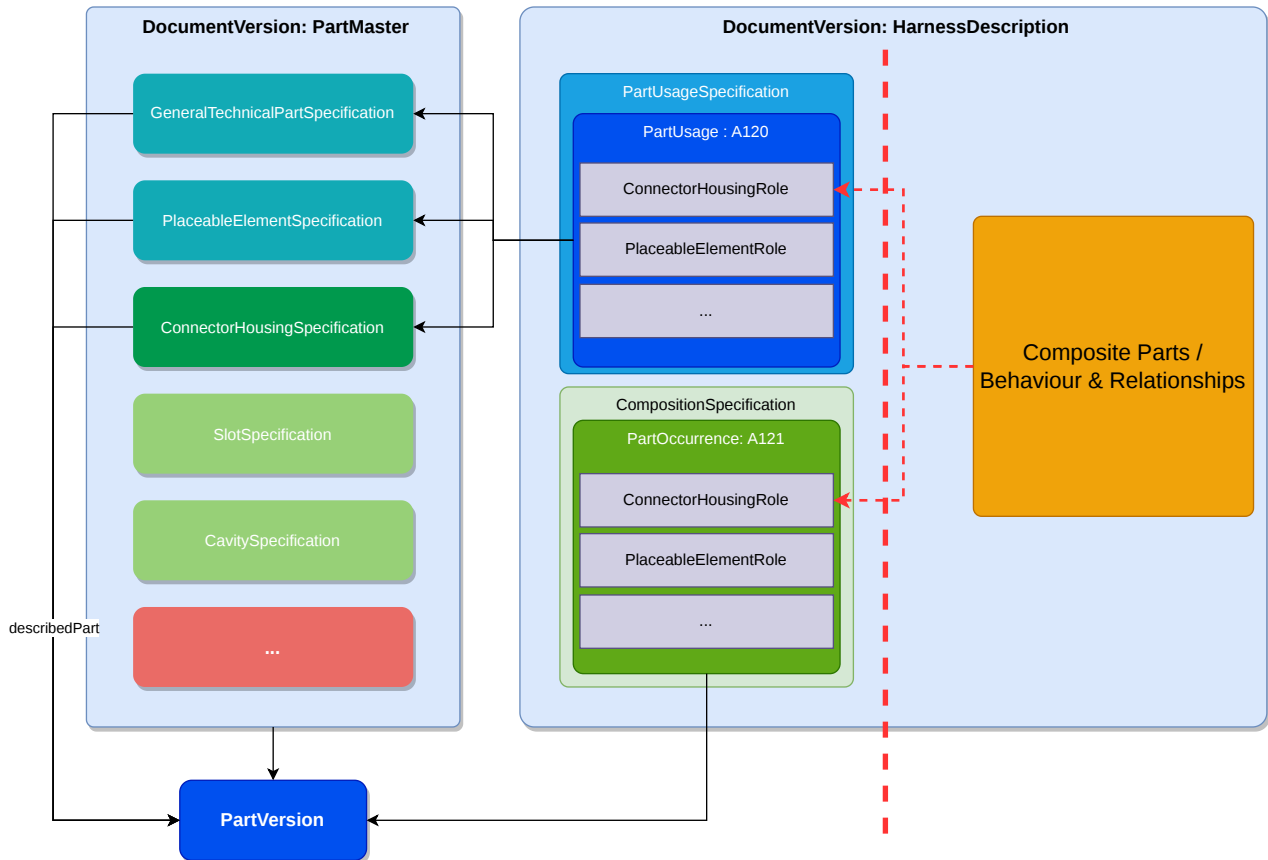 DocumentVersion: PartMaster
GeneralTechnicalPartSpecification
PlaceableElementSpecification
ConnectorHousingSpecification
SlotSpecification
CavitySpecification
...
describedPart
PartVersion
DocumentVersion: HarnessDescription
PartUsageSpecification
PartUsage : A120
ConnectorHousingRole
PlaceableElementRole
...
CompositionSpecification
PartOccurrence: A121
ConnectorHousingRole
PlaceableElementRole
...
Composite Parts /
Behaviour & Relationships